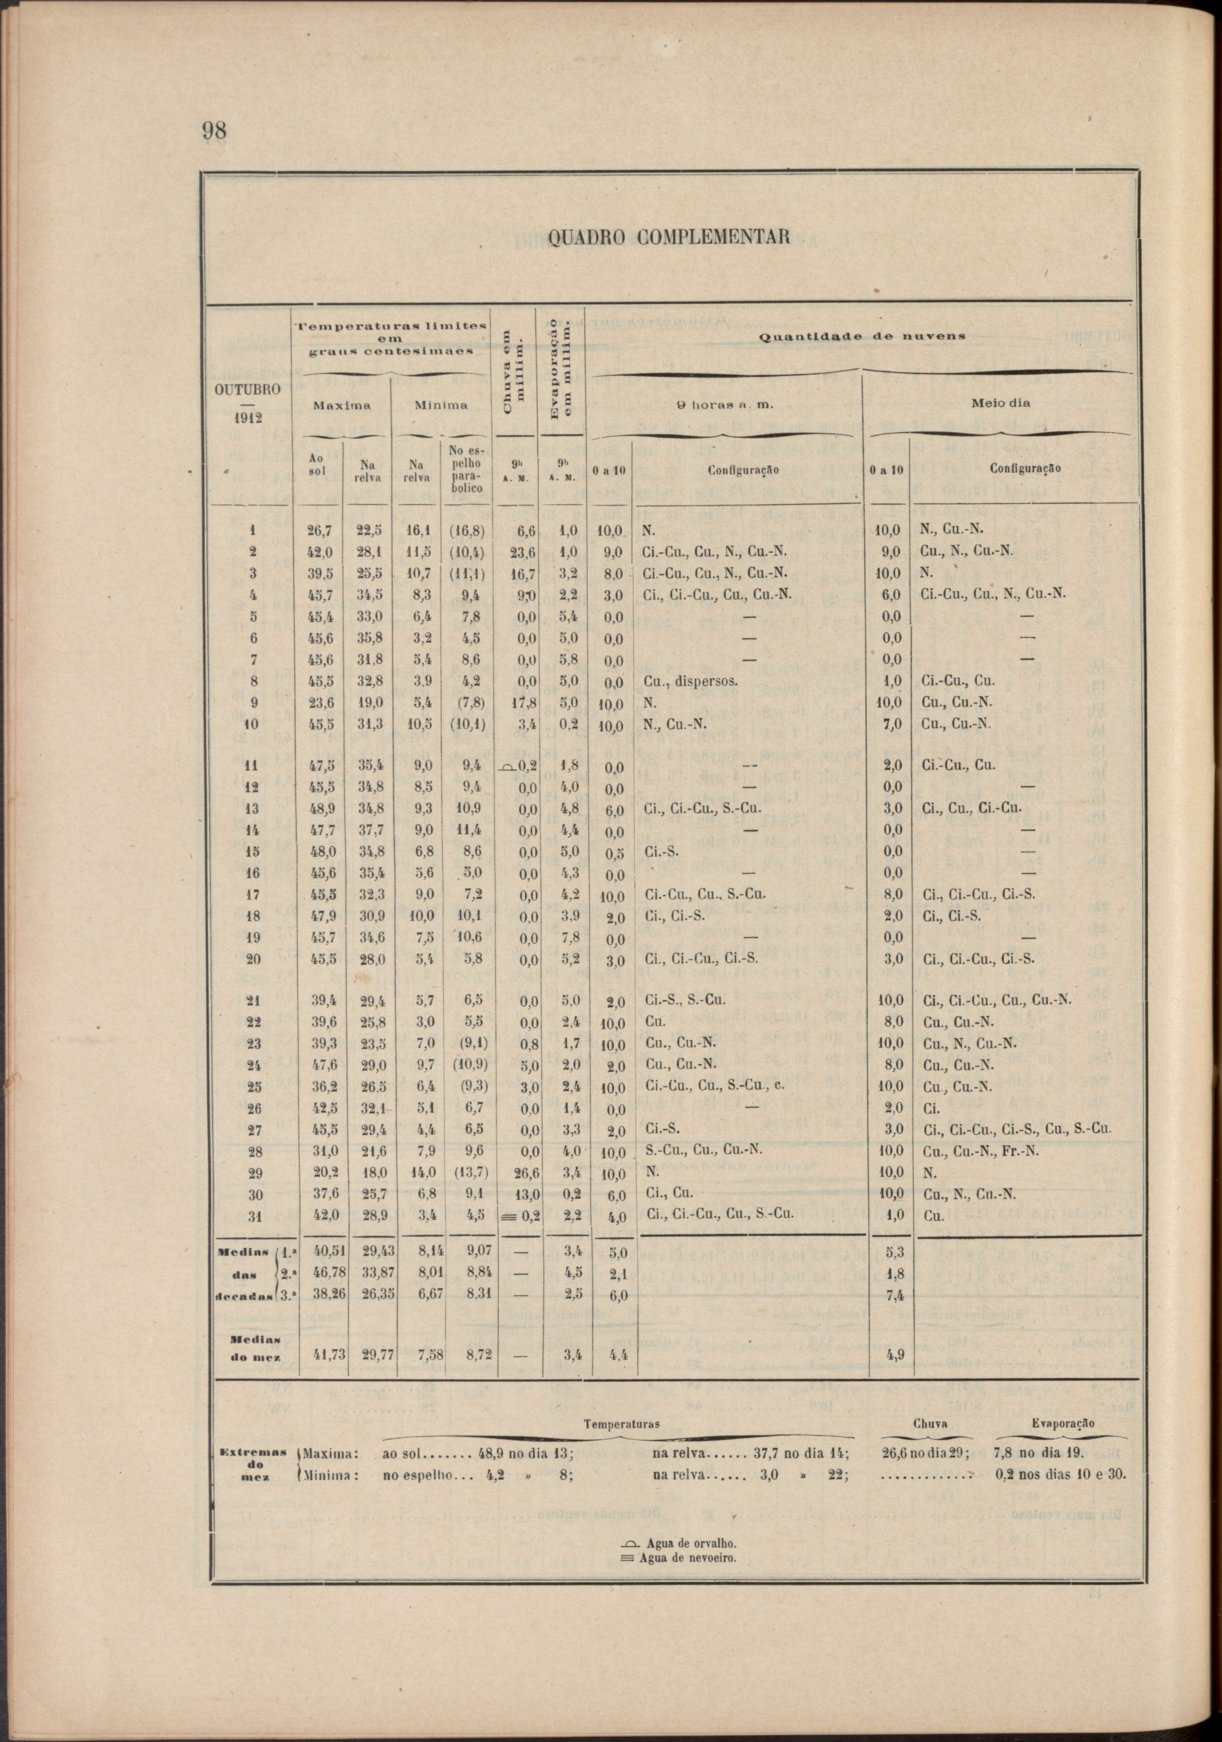 98
QUADRO COMPLEMENTAR
OUTUBRO
—
1912
Temperaturas limites
em
graus centesimaes
Chuva em
millim.
Evaporação
em millim.
Quantidade de nuvens
Maxima Minima 9 horas a. m. Meio dia
Ao sol Na relva Na relva No espelho parabolico 9h A. M. 9h A. M. 0 a 10 Configuração 0 a 10 Configuração
1 26,7 22,5 16,1 (16,8) 6,6 1,0 10,0 N. 10,0 N., Cu.-N.
2 42,0 28,1 11,5 (10,4) 23,6 1,0 9,0 Ci.-Cu., Cu., N., Cu.-N. 9,0 Cu., N., Cu.-N.
3 39,5 25,5 10,7 (11,1) 16,7 3,2 8,0 Ci.-Cu., Cu., N., Cu.-N. 10,0 N.
4 45,7 34,5 8,3 9,4 9,0 2,2 3,0 Ci., Ci.-Cu., Cu., Cu.-N. 6,0 Ci.-Cu., Cu., N., Cu.-N.
5 45,4 33,0 6,4 7,8 0,0 5,4 0,0 — 0,0 —
6 45,6 35,8 3,2 4,5 0,0 5,0 0,0 — 0,0 —
7 45,6 31,8 5,4 8,6 0,0 5,8 0,0 — 0,0 —
8 45,5 32,8 3,9 4,2 0,0 5,0 0,0 Cu., dispersos. 1,0 Ci.-Cu., Cu.
9 23,6 19,0 5,4 (7,8) 17,8 5,0 10,0 N. 10,0 Cu., Cu.-N.
10 45,5 31,3 10,5 (10,1) 3,4 0,2 10,0 N., Cu.-N. 7,0 Cu., Cu.-N.
11 47,5 35,4 9,0 9,4 ⌓ 0,2 1,8 0,0 — 2,0 Ci.-Cu., Cu.
12 45,5 34,8 8,5 9,4 0,0 4,0 0,0 — 0,0 —
13 48,9 34,8 9,3 10,9 0,0 4,8 6,0 Ci., Ci.-Cu., S.-Cu. 3,0 Ci., Cu., Ci.-Cu.
14 47,7 37,7 9,0 11,4 0,0 4,4 0,0 — 0,0 —
15 48,0 34,8 6,8 8,6 0,0 5,0 0,5 Ci.-S. 0,0 —
16 45,6 35,4 5,6 5,0 0,0 4,3 0,0 — 0,0 —
17 45,5 32,3 9,0 7,2 0,0 4,2 10,0 Ci.-Cu., Cu., S.-Cu. 8,0 Ci., Ci.-Cu., Ci.-S.
18 47,9 30,9 10,0 10,1 0,0 3,9 2,0 Ci., Ci.-S. 2,0 Ci., Ci.-S.
19 45,7 34,6 7,5 10,6 0,0 7,8 0,0 — 0,0 —
20 45,5 28,0 5,4 5,8 0,0 5,2 3,0 Ci., Ci.-Cu., Ci.-S. 3,0 Ci., Ci.-Cu., Ci.-S.
21 39,4 29,4 5,7 6,5 0,0 5,0 2,0 Ci.-S., S.-Cu. 10,0 Ci., Ci.-Cu., Cu., Cu.-N.
22 39,6 25,8 3,0 5,5 0,0 2,4 10,0 Cu. 8,0 Cu., Cu.-N.
23 39,3 23,5 7,0 (9,1) 0,8 1,7 10,0 Cu., Cu.-N. 10,0 Cu., N., Cu.-N.
24 47,6 29,0 9,7 (10,9) 5,0 2,0 2,0 Cu., Cu.-N. 8,0 Cu., Cu.-N.
25 36,2 26,5 6,4 (9,3) 3,0 2,4 10,0 Ci.-Cu., Cu., S.-Cu., c. 10,0 Cu, Cu.-N.
26 42,5 32,1 5,1 6,7 0,0 1,4 0,0 — 2,0 Ci.
27 45,5 29,4 4,4 6,5 0,0 3,3 2,0 Ci.-S. 3,0 Ci., Ci.-Cu., Ci.-S., Cu., S.-Cu.
28 31,0 21,6 7,9 9,6 0,0 4,0 10,0 S.-Cu., Cu., Cu.-N. 10,0 Cu., Cu.-N., Fr.-N.
29 20,2 18,0 14,0 (13,7) 26,6 3,4 10,0 N. 10,0 N.
30 37,6 25,7 6,8 9,1 13,0 0,2 6,0 Ci., Cu. 10,0 Cu., N., Cu.-N.
31 42,0 28,9 3,4 4,5 ≡ 0,2 2,2 4,0 Ci., Ci.-Cu., Cu., S.-Cu. 1,0 Cu.
Medias 1.ª 40,51 29,43 8,14 9,07 — 3,4 5,0 5,3
das 2.ª 46,78 33,87 8,01 8,84 — 4,5 2,1 1,8
decadas 3.ª 38,26 26,35 6,67 8,31 — 2,5 6,0 7,4
Medias
do mez 41,73 29,77 7,58 8,72 — 3,4 4,4 4,9
Temperaturas Chuva Evaporação
Extremas do mez
Maxima: ao sol....... 48,9 no dia 13; na relva...... 37,7 no dia 14; 26,6 no dia 29; 7,8 no dia 19.
Minima: no espelho... 4,2 » 8; na relva...... 3,0 » 22; ............. 0,2 nos dias 10 e 30.
⌓ Agua de orvalho.
≡ Agua de nevoeiro.